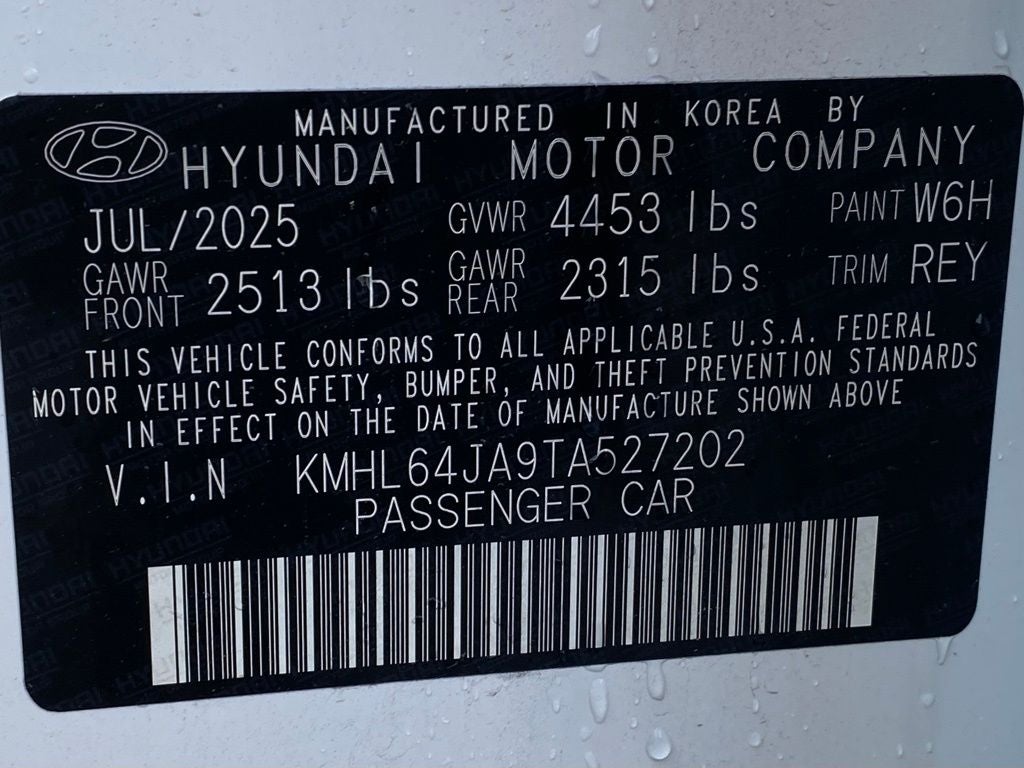 MANUFACTURED IN KOREA BY
HYUNDAI MOTOR COMPANY
JUL/2025 GVWR 4453 lbs PAINT W6H
GAWR FRONT 2513 lbs GAWR REAR 2315 lbs TRIM REY
THIS VEHICLE CONFORMS TO ALL APPLICABLE U.S.A. FEDERAL
MOTOR VEHICLE SAFETY, BUMPER, AND THEFT PREVENTION STANDARDS
IN EFFECT ON THE DATE OF MANUFACTURE SHOWN ABOVE
V.I.N KMHL64JA9TA527202
PASSENGER CAR